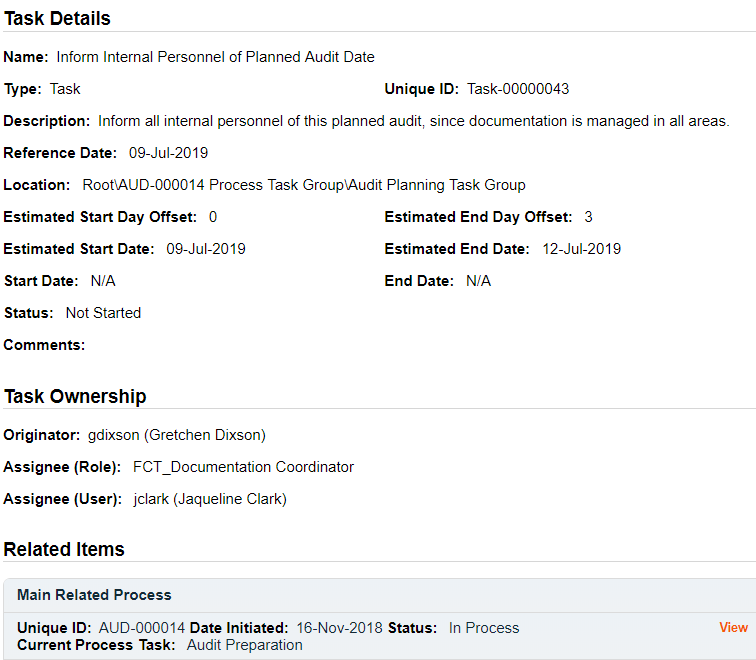 Task Details
Name: Inform Internal Personnel of Planned Audit Date
Type: Task Unique ID: Task-00000043
Description: Inform all internal personnel of this planned audit, since documentation is managed in all areas.
Reference Date: 09-Jul-2019
Location: Root\AUD-000014 Process Task Group\Audit Planning Task Group
Estimated Start Day Offset: 0 Estimated End Day Offset: 3
Estimated Start Date: 09-Jul-2019 Estimated End Date: 12-Jul-2019
Start Date: N/A End Date: N/A
Status: Not Started
Comments:
Task Ownership
Originator: gdixson (Gretchen Dixson)
Assignee (Role): FCT_Documentation Coordinator
Assignee (User): jclark (Jaqueline Clark)
Related Items
Main Related Process
Unique ID: AUD-000014 Date Initiated: 16-Nov-2018 Status: In Process View
Current Process Task: Audit Preparation